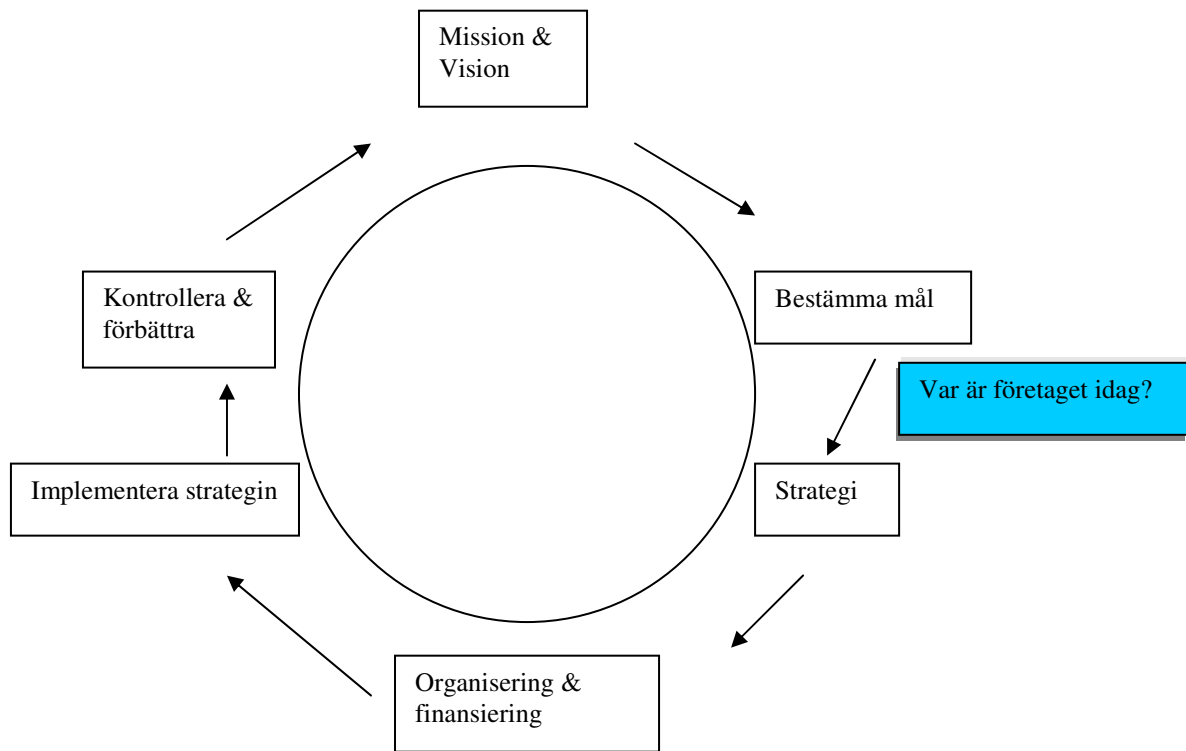 Mission &
Vision
Bestämma mål
Var är företaget idag?
Strategi
Organisering &
finansiering
Implementera strategin
Kontrollera &
förbättra